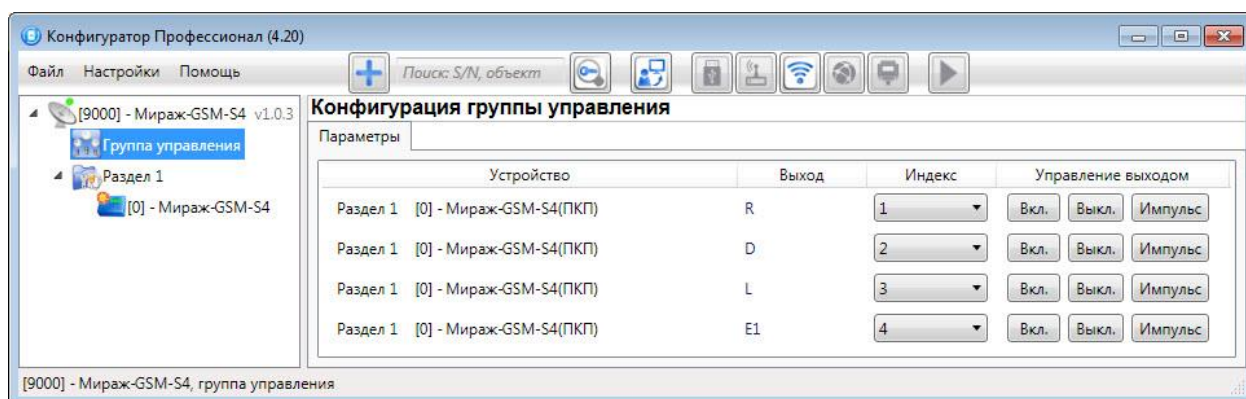 Конфигуратор Профессионал (4.20)
Файл Настройки Помощь Поиск: S/N, объект
[9000] - Мираж-GSM-S4 v1.0.3
Группа управления
Раздел 1
[0] - Мираж-GSM-S4
Конфигурация группы управления
Параметры
Устройство Выход Индекс Управление выходом
Раздел 1 [0] - Мираж-GSM-S4(ПКП) R 1 Вкл. Выкл. Импульс
Раздел 1 [0] - Мираж-GSM-S4(ПКП) D 2 Вкл. Выкл. Импульс
Раздел 1 [0] - Мираж-GSM-S4(ПКП) L 3 Вкл. Выкл. Импульс
Раздел 1 [0] - Мираж-GSM-S4(ПКП) E1 4 Вкл. Выкл. Импульс
[9000] - Мираж-GSM-S4, группа управления